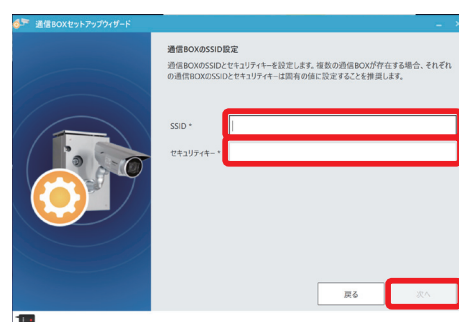 通信BOXセットアップウィザード
通信BOXのSSID設定
通信BOXのSSIDとセキュリティキーを設定します。複数の通信BOXが存在する場合、それぞれ
の通信BOXのSSIDとセキュリティキーは固有の値に設定することを推奨します。
SSID *
セキュリティキー *
戻る
次へ